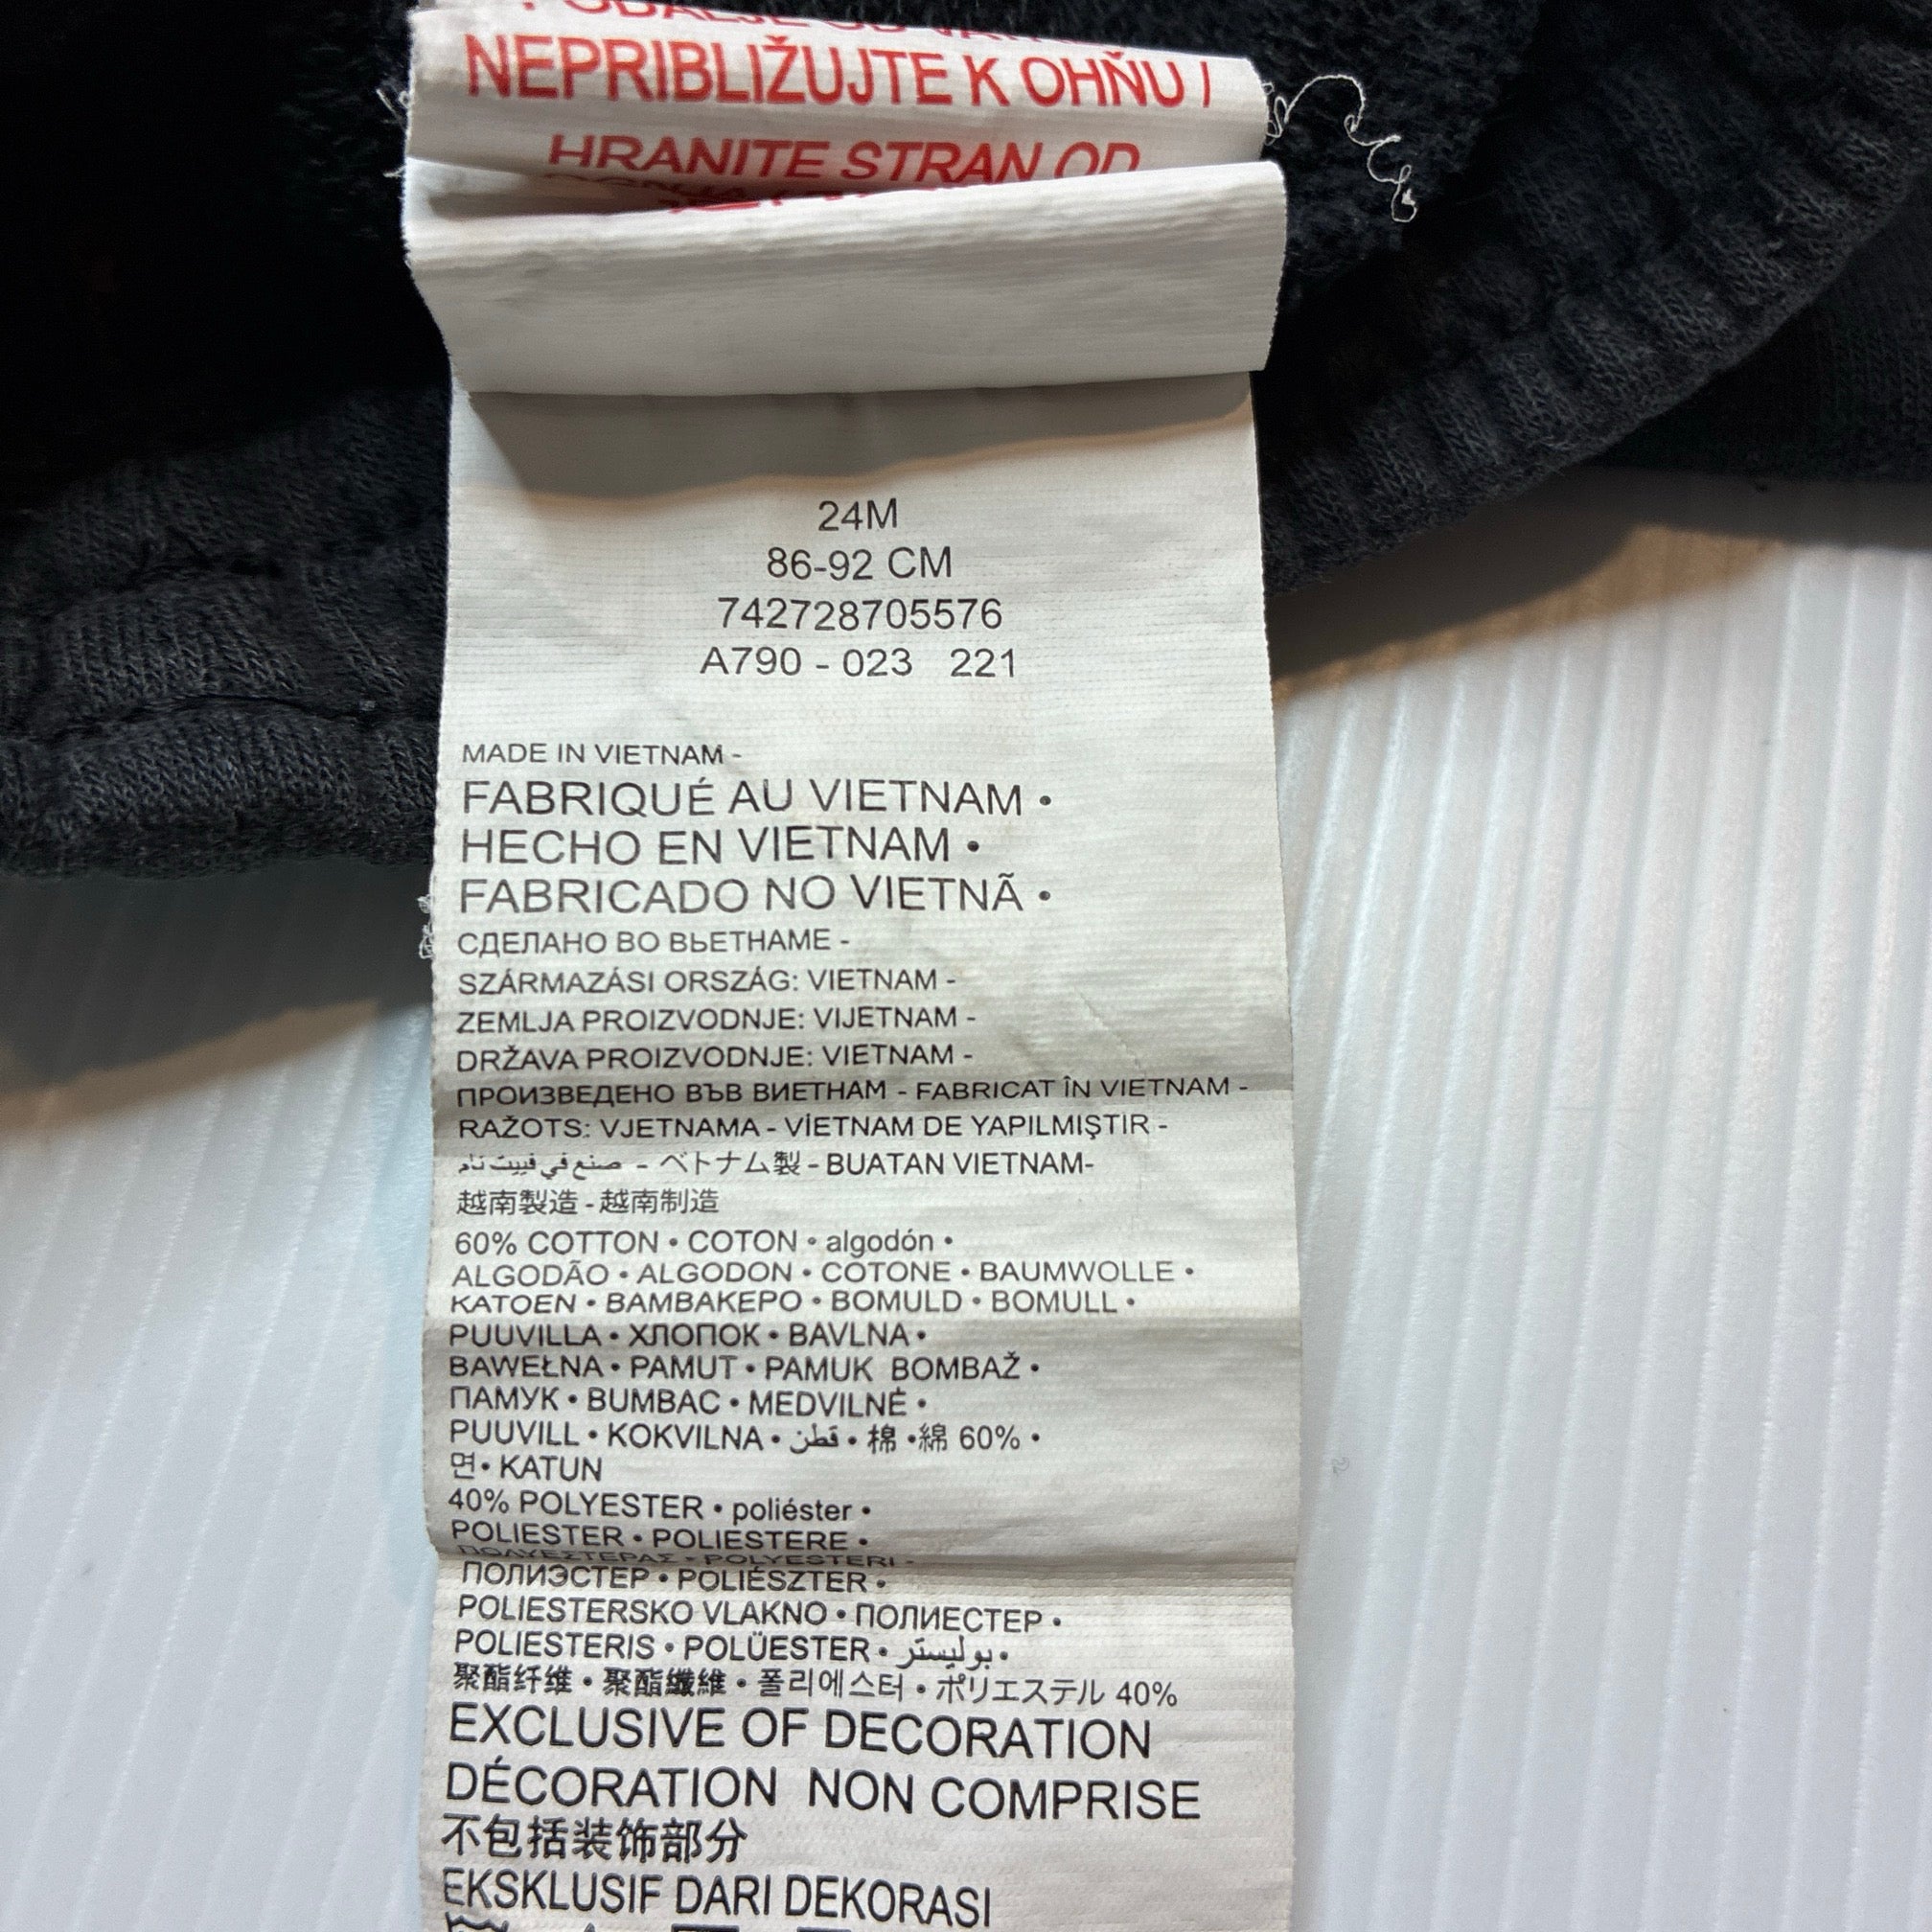 NEPRIBLIŽUJTE K OHŇU /
HRANITE STRAN OD
24M
86-92 CM
742728705576
A790 - 023 221
MADE IN VIETNAM -
FABRIQUÉ AU VIETNAM •
HECHO EN VIETNAM •
FABRICADO NO VIETNÃ •
СДЕЛАНО ВО ВЬЕТНАМЕ -
SZÁRMAZÁSI ORSZÁG: VIETNAM -
ZEMLJA PROIZVODNJE: VIJETNAM -
DRŽAVA PROIZVODNJE: VIETNAM -
ПРОИЗВЕДЕНО ВЪВ ВИЕТНАМ - FABRICAT ÎN VIETNAM -
RAŽOTS: VJETNAMA - VİETNAM DE YAPILMIŞTIR -
صنع في فييت نام - ベトナム製 - BUATAN VIETNAM-
越南製造 - 越南制造
60% COTTON • COTON • algodón •
ALGODÃO • ALGODON • COTONE • BAUMWOLLE •
KATOEN • BAMBAKEPO • BOMULD • BOMULL •
PUUVILLA • ХЛОПОК • BAVLNA •
BAWEŁNA • PAMUT • PAMUK BOMBAŽ •
ПАМУК • BUMBAC • MEDVILNĖ •
PUUVILL • KOKVILNA • قطن • 棉 •綿 60% •
면 • KATUN
40% POLYESTER • poliéster •
POLIESTER • POLIESTERE •
ΠΟΛΥΕΣΤΕΡΑΣ • POLYESTERI •
ПОЛИЭСТЕР • POLIÉSZTER •
POLIESTERSKO VLAKNO • ПОЛИЕСТЕР •
POLIESTERIS • POLÜESTER • بوليستر •
聚酯纤维 • 聚酯纖維 • 폴리에스터 • ポリエステル 40%
EXCLUSIVE OF DECORATION
DÉCORATION NON COMPRISE
不包括装饰部分
EKSKLUSIF DARI DEKORASI